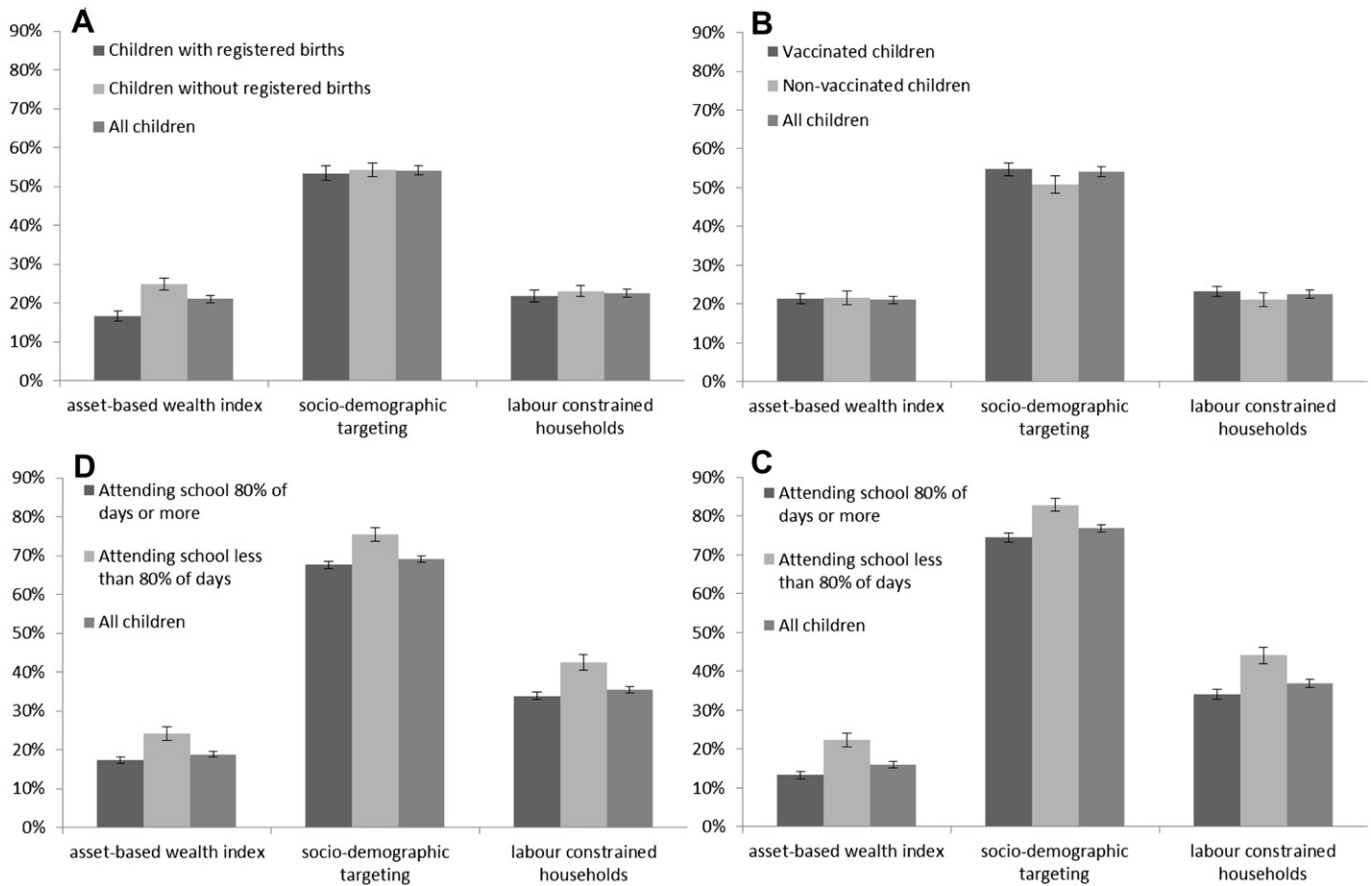 A
90%
80%
70%
60%
50%
40%
30%
20%
10%
0%
Children with registered births
Children without registered births
All children
asset-based wealth index
socio-demographic
targeting
labour constrained
households
B
90%
80%
70%
60%
50%
40%
30%
20%
10%
0%
Vaccinated children
Non-vaccinated children
All children
asset-based wealth index
socio-demographic
targeting
labour constrained
households
D
90%
80%
70%
60%
50%
40%
30%
20%
10%
0%
Attending school 80% of
days or more
Attending school less
than 80% of days
All children
asset-based wealth index
socio-demographic
targeting
labour constrained
households
C
90%
80%
70%
60%
50%
40%
30%
20%
10%
0%
Attending school 80% of
days or more
Attending school less
than 80% of days
All children
asset-based wealth index
socio-demographic
targeting
labour constrained
households